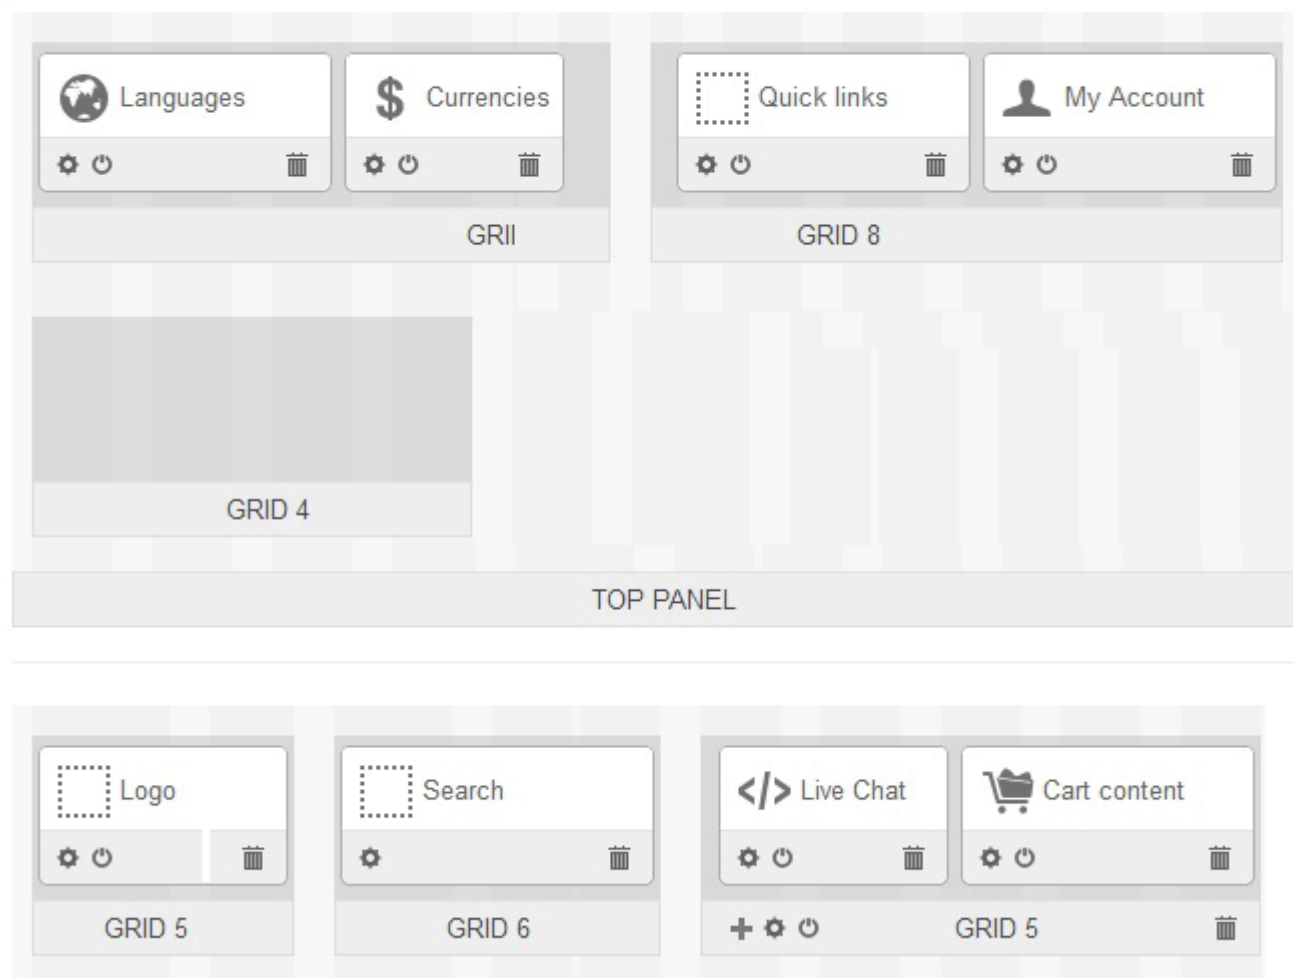 Languages
Currencies
Quick links
My Account
GRII
GRID 8
GRID 4
TOP PANEL
Logo
Search
</> Live Chat
Cart content
GRID 5
GRID 6
GRID 5